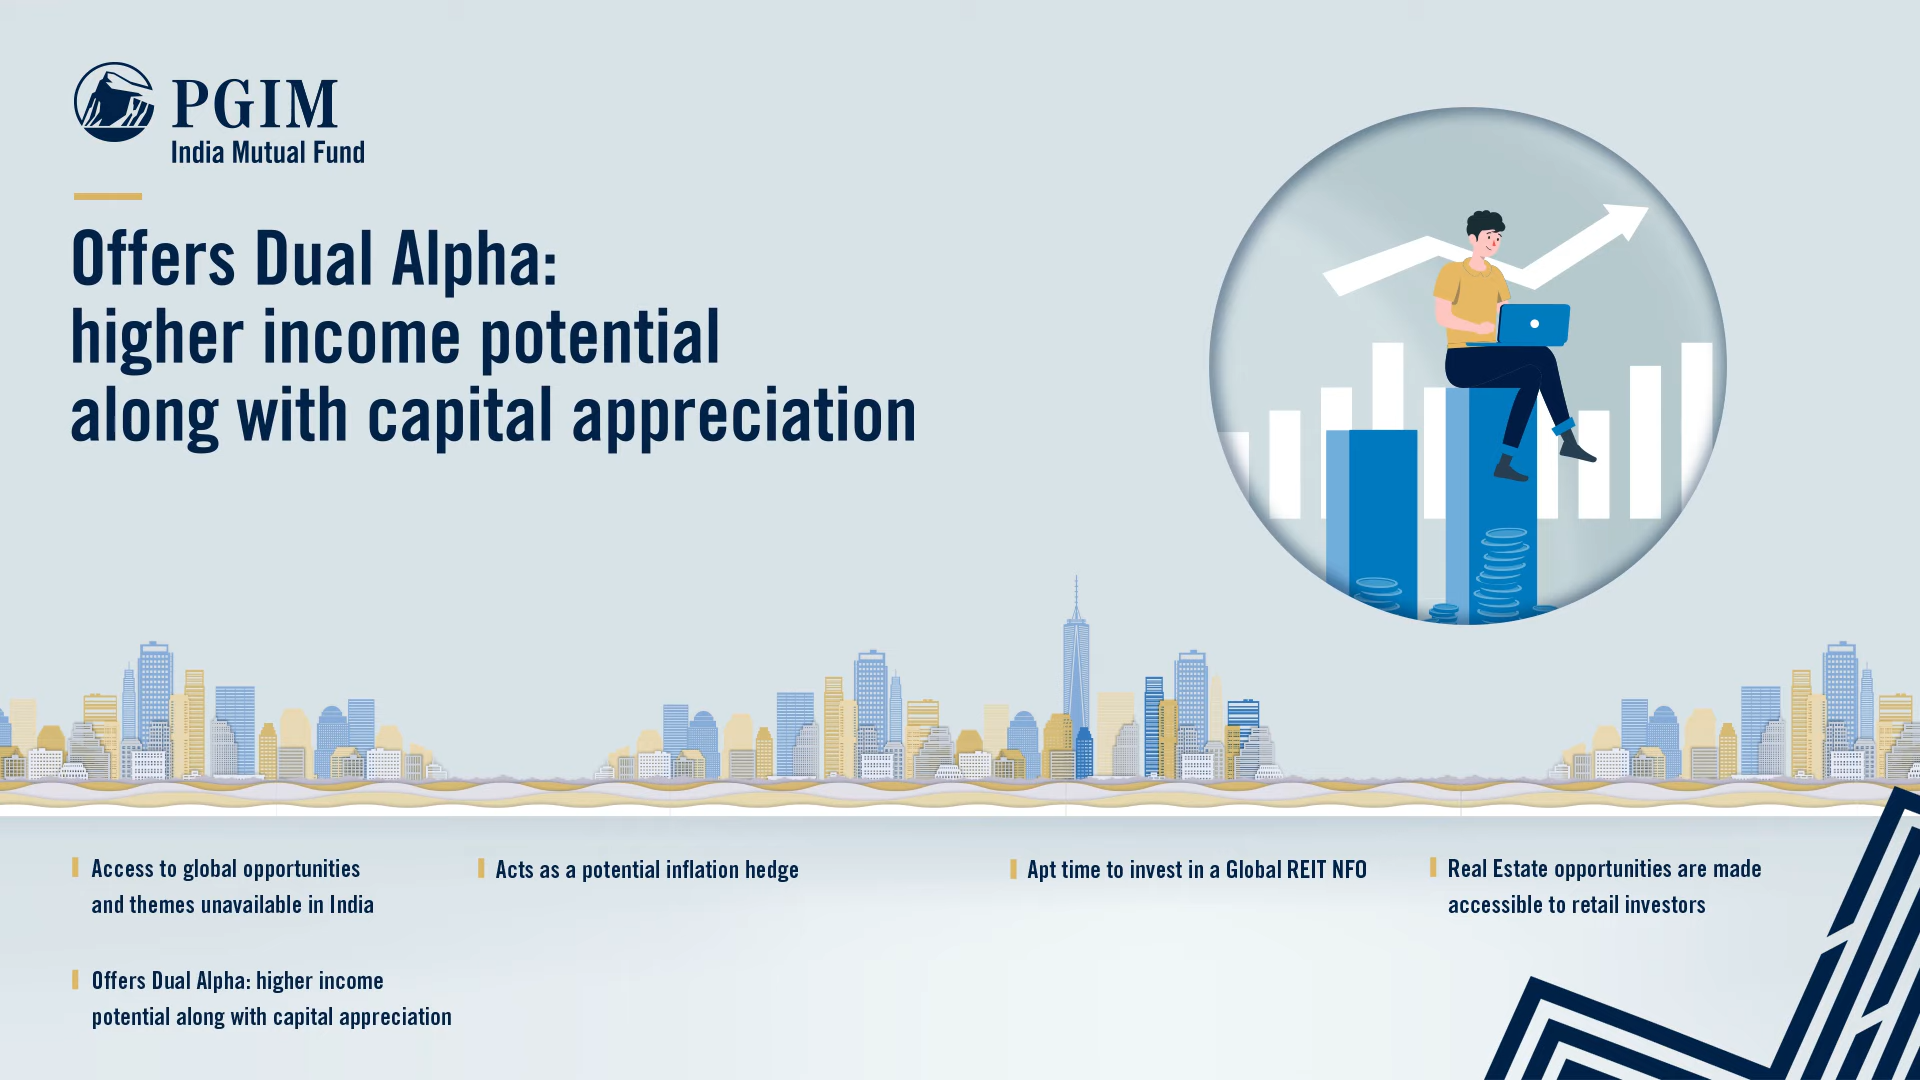 PGIM
India Mutual Fund
Offers Dual Alpha:
higher income potential
along with capital appreciation
Access to global opportunities
and themes unavailable in India
Acts as a potential inflation hedge
Apt time to invest in a Global REIT NFO
Real Estate opportunities are made
accessible to retail investors
Offers Dual Alpha: higher income
potential along with capital appreciation